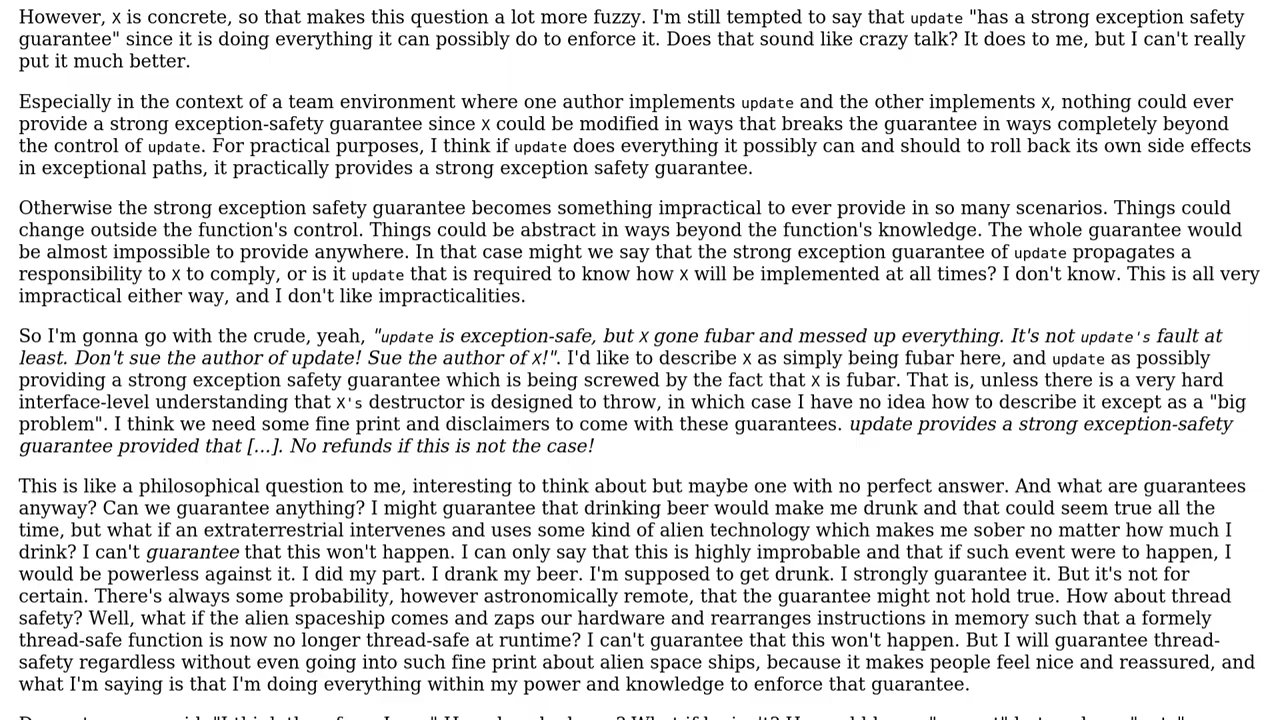 However, X is concrete, so that makes this question a lot more fuzzy. I'm still tempted to say that update "has a strong exception safety
guarantee" since it is doing everything it can possibly do to enforce it. Does that sound like crazy talk? It does to me, but I can't really
put it much better.
Especially in the context of a team environment where one author implements update and the other implements X, nothing could ever
provide a strong exception-safety guarantee since X could be modified in ways that breaks the guarantee in ways completely beyond
the control of update. For practical purposes, I think if update does everything it possibly can and should to roll back its own side effects
in exceptional paths, it practically provides a strong exception safety guarantee.
Otherwise the strong exception safety guarantee becomes something impractical to ever provide in so many scenarios. Things could
change outside the function's control. Things could be abstract in ways beyond the function's knowledge. The whole guarantee would
be almost impossible to provide anywhere. In that case might we say that the strong exception guarantee of update propagates a
responsibility to X to comply, or is it update that is required to know how X will be implemented at all times? I don't know. This is all very
impractical either way, and I don't like impracticalities.
So I'm gonna go with the crude, yeah, "update is exception-safe, but X gone fubar and messed up everything. It's not update's fault at
least. Don't sue the author of update! Sue the author of X!". I'd like to describe X as simply being fubar here, and update as possibly
providing a strong exception safety guarantee which is being screwed by the fact that X is fubar. That is, unless there is a very hard
interface-level understanding that X's destructor is designed to throw, in which case I have no idea how to describe it except as a "big
problem". I think we need some fine print and disclaimers to come with these guarantees. update provides a strong exception-safety
guarantee provided that [...]. No refunds if this is not the case!
This is like a philosophical question to me, interesting to think about but maybe one with no perfect answer. And what are guarantees
anyway? Can we guarantee anything? I might guarantee that drinking beer would make me drunk and that could seem true all the
time, but what if an extraterrestrial intervenes and uses some kind of alien technology which makes me sober no matter how much I
drink? I can't guarantee that this won't happen. I can only say that this is highly improbable and that if such event were to happen, I
would be powerless against it. I did my part. I drank my beer. I'm supposed to get drunk. I strongly guarantee it. But it's not for
certain. There's always some probability, however astronomically remote, that the guarantee might not hold true. How about thread
safety? Well, what if the alien spaceship comes and zaps our hardware and rearranges instructions in memory such that a formely
thread-safe function is now no longer thread-safe at runtime? I can't guarantee that this won't happen. But I will guarantee thread-
safety regardless without even going into such fine print about alien space ships, because it makes people feel nice and reassured, and
what I'm saying is that I'm doing everything within my power and knowledge to enforce that guarantee.